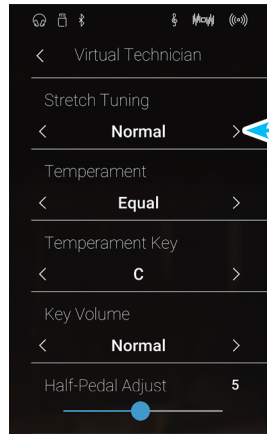 Virtual Technician
Stretch Tuning
Normal
Temperament
Equal
Temperament Key
C
Key Volume
Normal
Half-Pedal Adjust 5